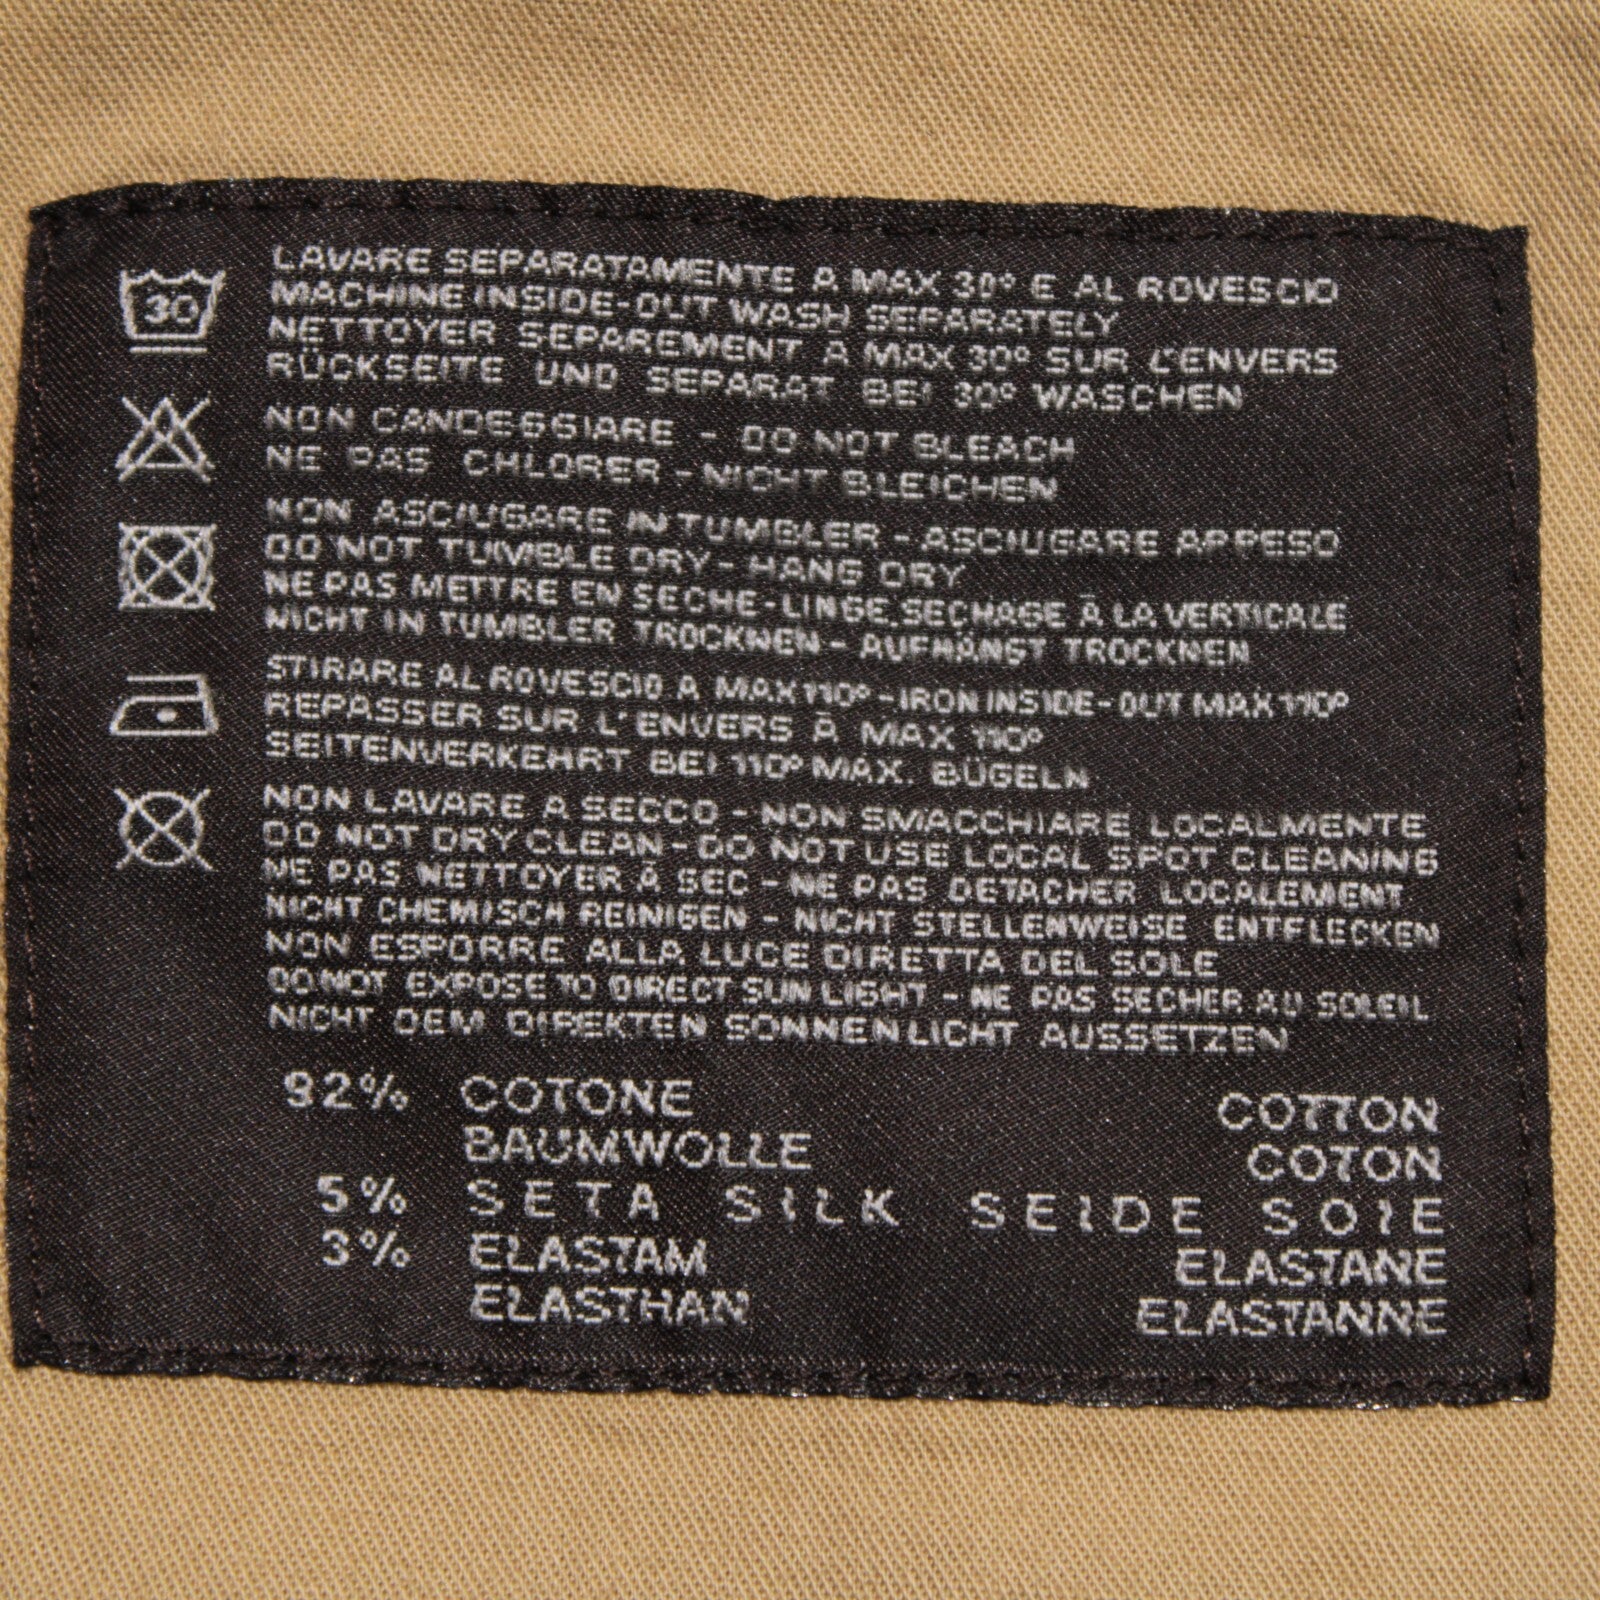 30
LAVARE SEPARATAMENTE A MAX 30° E AL ROVESCIO
MACHINE INSIDE-OUT WASH SEPARATELY
NETTOYER SEPAREMENT A MAX 30° SUR L'ENVERS
RÜCKSEITE UND SEPARAT BEI 30° WASCHEN
NON CANDEGGIARE - DO NOT BLEACH
NE PAS CHLORER - NICHT BLEICHEN
NON ASCIUGARE IN TUMBLER - ASCIUGARE APPESO
DO NOT TUMBLE DRY - HANG DRY
NE PAS METTRE EN SECHE-LINGE. SECHAGE À LA VERTICALE
NICHT IN TUMBLER TROCKNEN - AUFHÄNGT TROCKNEN
STIRARE AL ROVESCIO A MAX 110° - IRON INSIDE-OUT MAX 110°
REPASSER SUR L'ENVERS À MAX 110°
SEITENVERKEHRT BEI 110° MAX. BÜGELN
NON LAVARE A SECCO - NON SMACCHIARE LOCALMENTE
DO NOT DRY CLEAN - DO NOT USE LOCAL SPOT CLEANING
NE PAS NETTOYER À SEC - NE PAS DETACHER LOCALEMENT
NICHT CHEMISCH REINIGEN - NICHT STELLENWEISE ENTFLECKEN
NON ESPORRE ALLA LUCE DIRETTA DEL SOLE
DO NOT EXPOSE TO DIRECT SUN LIGHT - NE PAS SECHER AU SOLEIL
NICHT DEM DIREKTEN SONNENLICHT AUSSETZEN
92% COTONE COTTON
BAUMWOLLE COTON
5% SETA SILK SEIDE SOIE
3% ELASTAM ELASTANE
ELASTHAN ELASTANNE